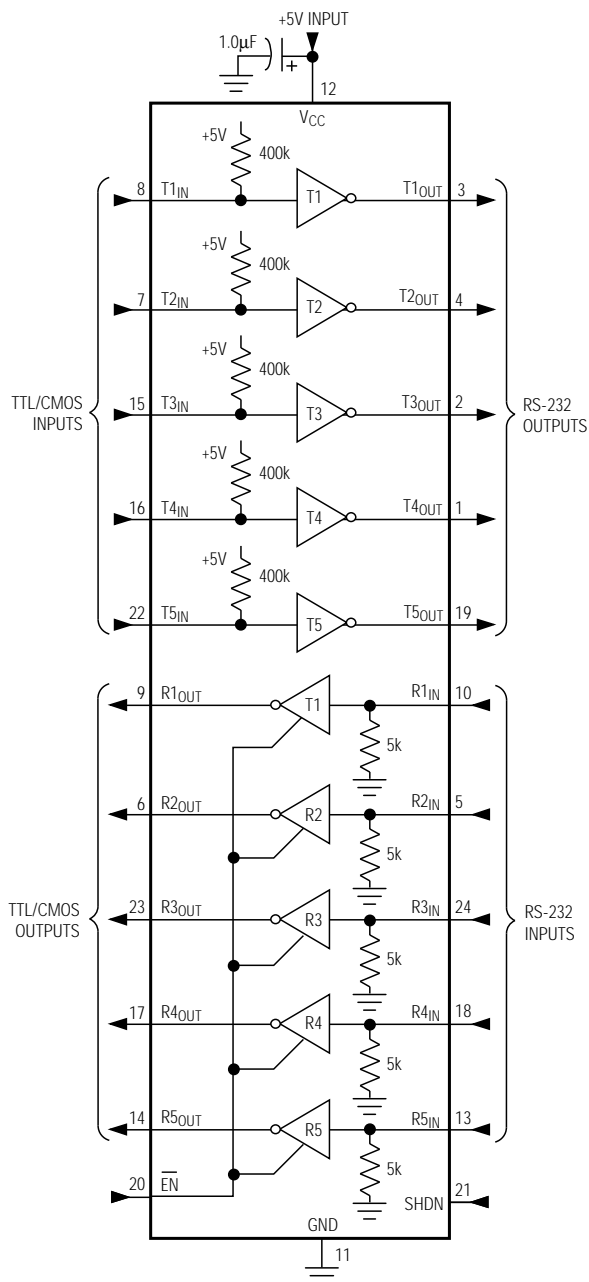 +5V INPUT
1.0µF
+
12
VCC
+5V
400k
8 T1IN T1 T1OUT 3
+5V
400k
7 T2IN T2 T2OUT 4
+5V
400k
TTL/CMOS
INPUTS
15 T3IN T3 T3OUT 2
RS-232
OUTPUTS
+5V
400k
16 T4IN T4 T4OUT 1
+5V
400k
22 T5IN T5 T5OUT 19
9 R1OUT T1 R1IN 10
5k
6 R2OUT R2 R2IN 5
5k
TTL/CMOS
OUTPUTS
23 R3OUT R3 R3IN 24
RS-232
INPUTS
5k
17 R4OUT R4 R4IN 18
5k
14 R5OUT R5 R5IN 13
5k
20 E̅N̅
SHDN 21
GND
11